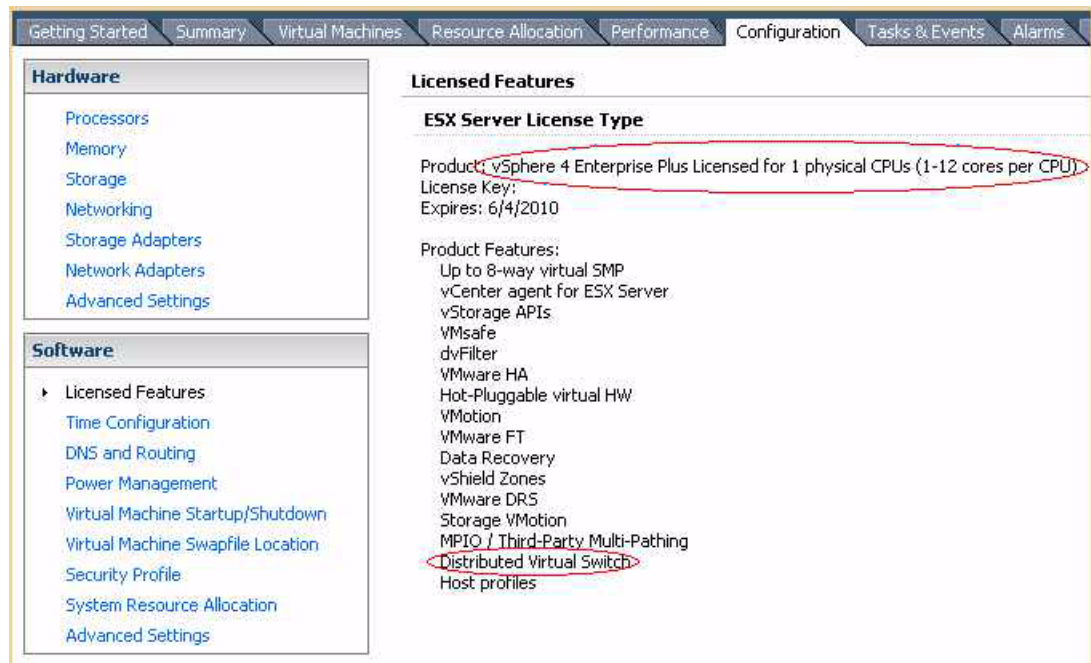 Getting Started Summary Virtual Machines Resource Allocation Performance Configuration Tasks & Events Alarms
Hardware
Processors
Memory
Storage
Networking
Storage Adapters
Network Adapters
Advanced Settings
Software
Licensed Features
Time Configuration
DNS and Routing
Power Management
Virtual Machine Startup/Shutdown
Virtual Machine Swapfile Location
Security Profile
System Resource Allocation
Advanced Settings
Licensed Features
ESX Server License Type
Product: vSphere 4 Enterprise Plus Licensed for 1 physical CPUs (1-12 cores per CPU)
License Key:
Expires: 6/4/2010
Product Features:
Up to 8-way virtual SMP
vCenter agent for ESX Server
vStorage APIs
VMsafe
dvFilter
VMware HA
Hot-Pluggable virtual HW
VMotion
VMware FT
Data Recovery
vShield Zones
VMware DRS
Storage VMotion
MPIO / Third-Party Multi-Pathing
Distributed Virtual Switch
Host profiles